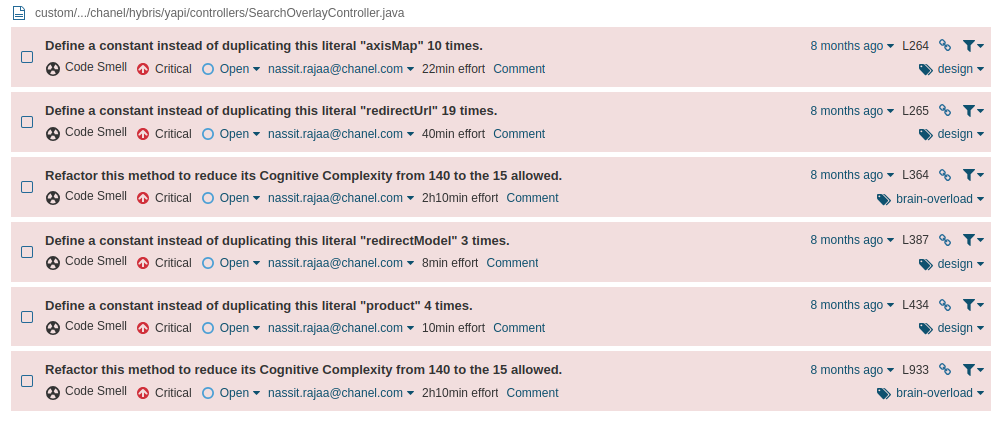 custom/.../chanel/hybris/yapi/controllers/SearchOverlayController.java
Define a constant instead of duplicating this literal "axisMap" 10 times. 8 months ago L264
Code Smell Critical Open nassit.rajaa@chanel.com 22min effort Comment design
Define a constant instead of duplicating this literal "redirectUrl" 19 times. 8 months ago L265
Code Smell Critical Open nassit.rajaa@chanel.com 40min effort Comment design
Refactor this method to reduce its Cognitive Complexity from 140 to the 15 allowed. 8 months ago L364
Code Smell Critical Open nassit.rajaa@chanel.com 2h10min effort Comment brain-overload
Define a constant instead of duplicating this literal "redirectModel" 3 times. 8 months ago L387
Code Smell Critical Open nassit.rajaa@chanel.com 8min effort Comment design
Define a constant instead of duplicating this literal "product" 4 times. 8 months ago L434
Code Smell Critical Open nassit.rajaa@chanel.com 10min effort Comment design
Refactor this method to reduce its Cognitive Complexity from 140 to the 15 allowed. 8 months ago L933
Code Smell Critical Open nassit.rajaa@chanel.com 2h10min effort Comment brain-overload